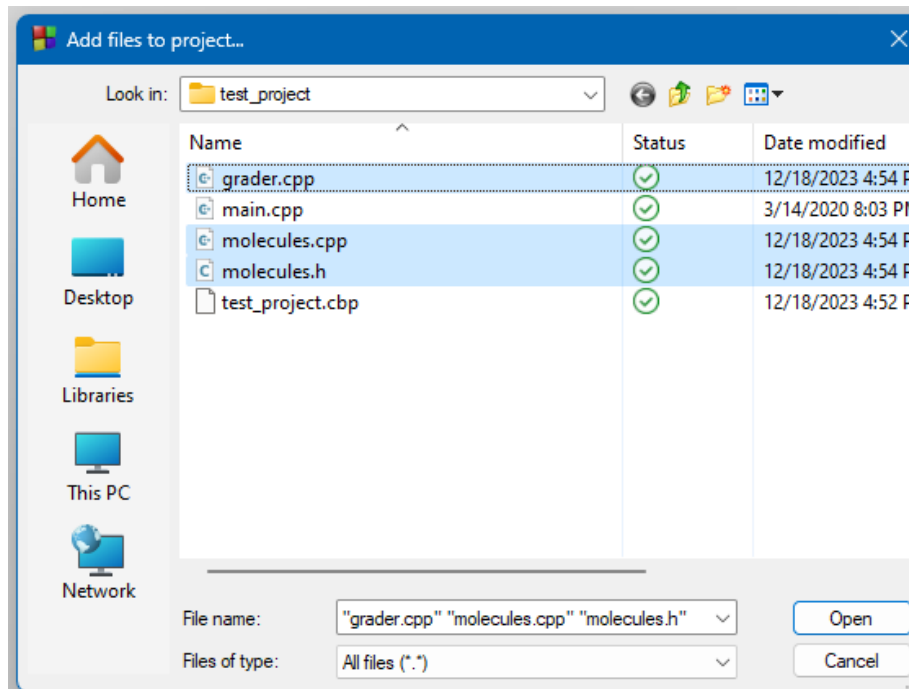 Add files to project...
Look in: test_project
Name Status Date modified
grader.cpp 12/18/2023 4:54 P
main.cpp 3/14/2020 8:03 PM
molecules.cpp 12/18/2023 4:54 P
molecules.h 12/18/2023 4:54 P
test_project.cbp 12/18/2023 4:52 P
Home
Desktop
Libraries
This PC
Network
File name: "grader.cpp" "molecules.cpp" "molecules.h" Open
Files of type: All files (*.*) Cancel